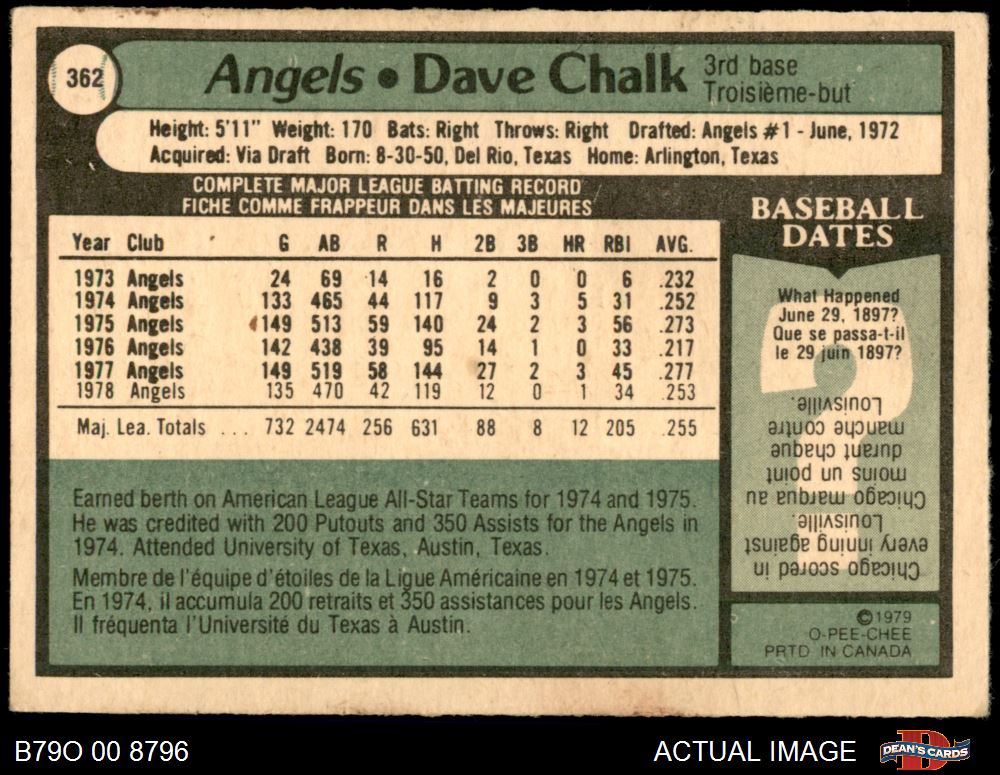 362
Angels • Dave Chalk 3rd base
Troisième-but
Height: 5'11" Weight: 170 Bats: Right Throws: Right Drafted: Angels #1 - June, 1972
Acquired: Via Draft Born: 8-30-50, Del Rio, Texas Home: Arlington, Texas
COMPLETE MAJOR LEAGUE BATTING RECORD
FICHE COMME FRAPPEUR DANS LES MAJEURES
Year Club G AB R H 2B 3B HR RBI AVG.
1973 Angels 24 69 14 16 2 0 0 6 .232
1974 Angels 133 465 44 117 9 3 5 31 .252
1975 Angels 149 513 59 140 24 2 3 56 .273
1976 Angels 142 438 39 95 14 1 0 33 .217
1977 Angels 149 519 58 144 27 2 3 45 .277
1978 Angels 135 470 42 119 12 0 1 34 .253
Maj. Lea. Totals ... 732 2474 256 631 88 8 12 205 .255
Earned berth on American League All-Star Teams for 1974 and 1975.
He was credited with 200 Putouts and 350 Assists for the Angels in
1974. Attended University of Texas, Austin, Texas.
Membre de l'équipe d'étoiles de la Ligue Américaine en 1974 et 1975.
En 1974, il accumula 200 retraits et 350 assistances pour les Angels.
Il fréquenta l'Université du Texas à Austin.
BASEBALL
DATES
What Happened
June 29, 1897?
Que se passa-t-il
le 29 juin 1897?
Chicago scored in
every inning against
Louisville.
Chicago marqua au
moins un point
durant chaque
manche contre
Louisville.
©1979
O-PEE-CHEE
PRTD IN CANADA
B79O 00 8796
ACTUAL IMAGE
DEAN'S CARDS